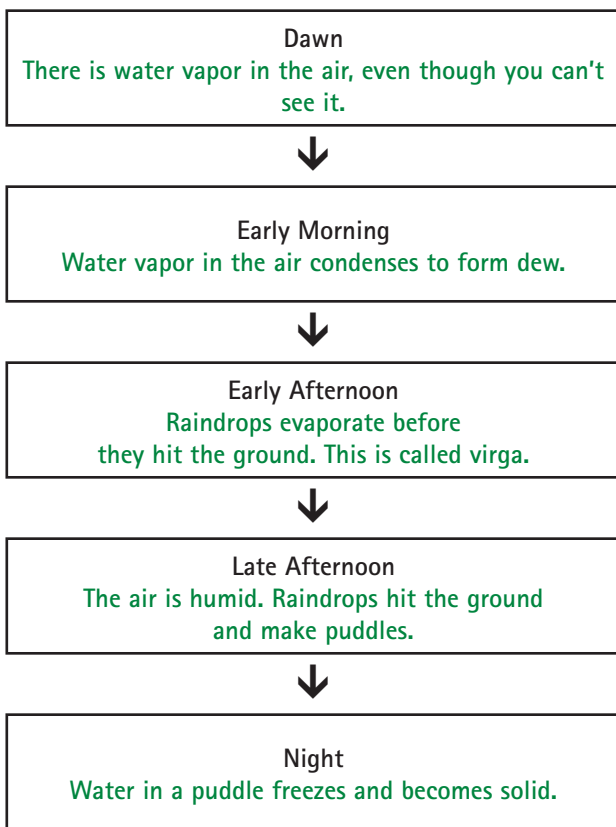 Dawn
There is water vapor in the air, even though you can't
see it.
Early Morning
Water vapor in the air condenses to form dew.
Early Afternoon
Raindrops evaporate before
they hit the ground. This is called virga.
Late Afternoon
The air is humid. Raindrops hit the ground
and make puddles.
Night
Water in a puddle freezes and becomes solid.